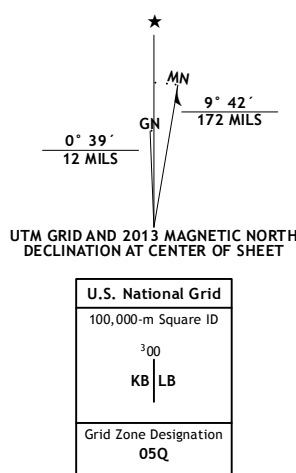 ★
MN
GN
9° 42´
172 MILS
0° 39´
12 MILS
UTM GRID AND 2013 MAGNETIC NORTH
DECLINATION AT CENTER OF SHEET
U.S. National Grid
100,000-m Square ID
³00
KB LB
Grid Zone Designation
05Q